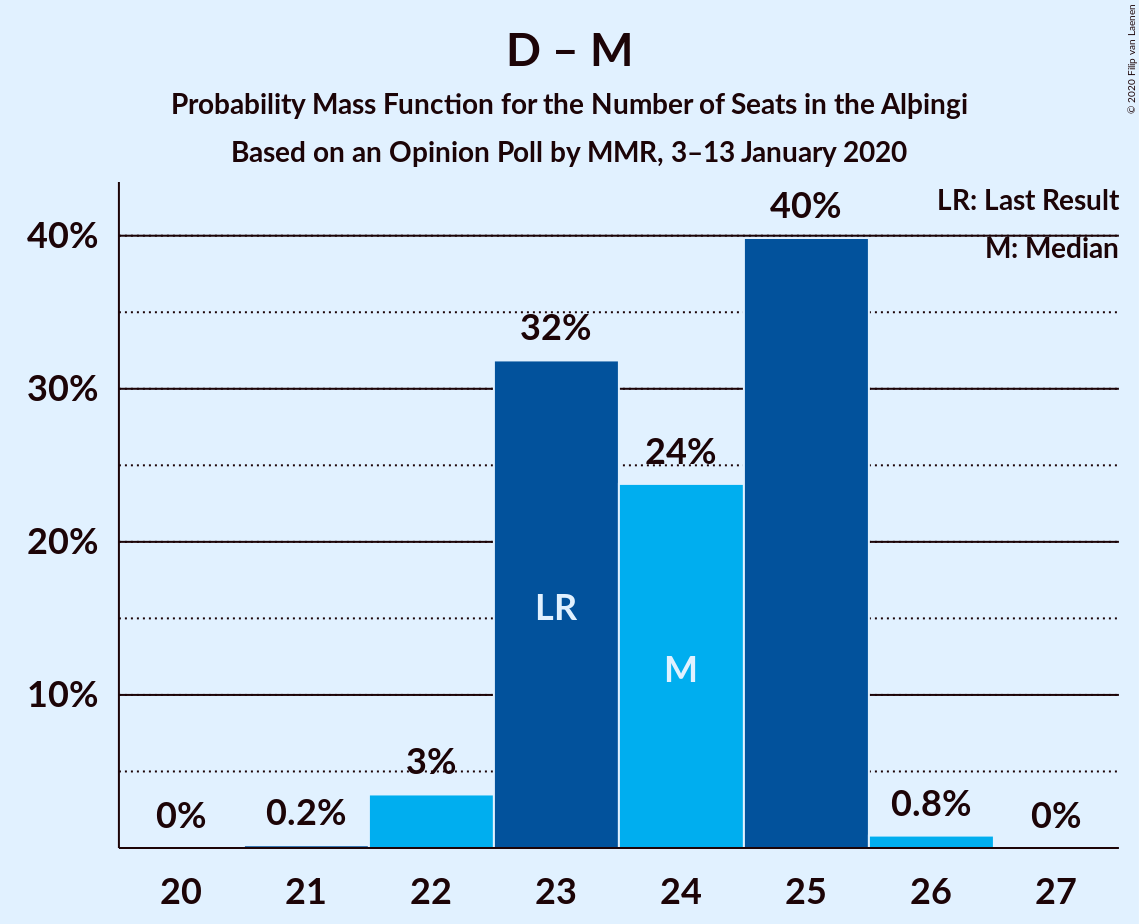 D – M
Probability Mass Function for the Number of Seats in the Alþingi
Based on an Opinion Poll by MMR, 3–13 January 2020
© 2020 Filip van Laenen
LR: Last Result
M: Median
40%
30%
20%
10%
0%
0.2%
3%
32%
24%
40%
0.8%
0%
LR
M
20
21
22
23
24
25
26
27